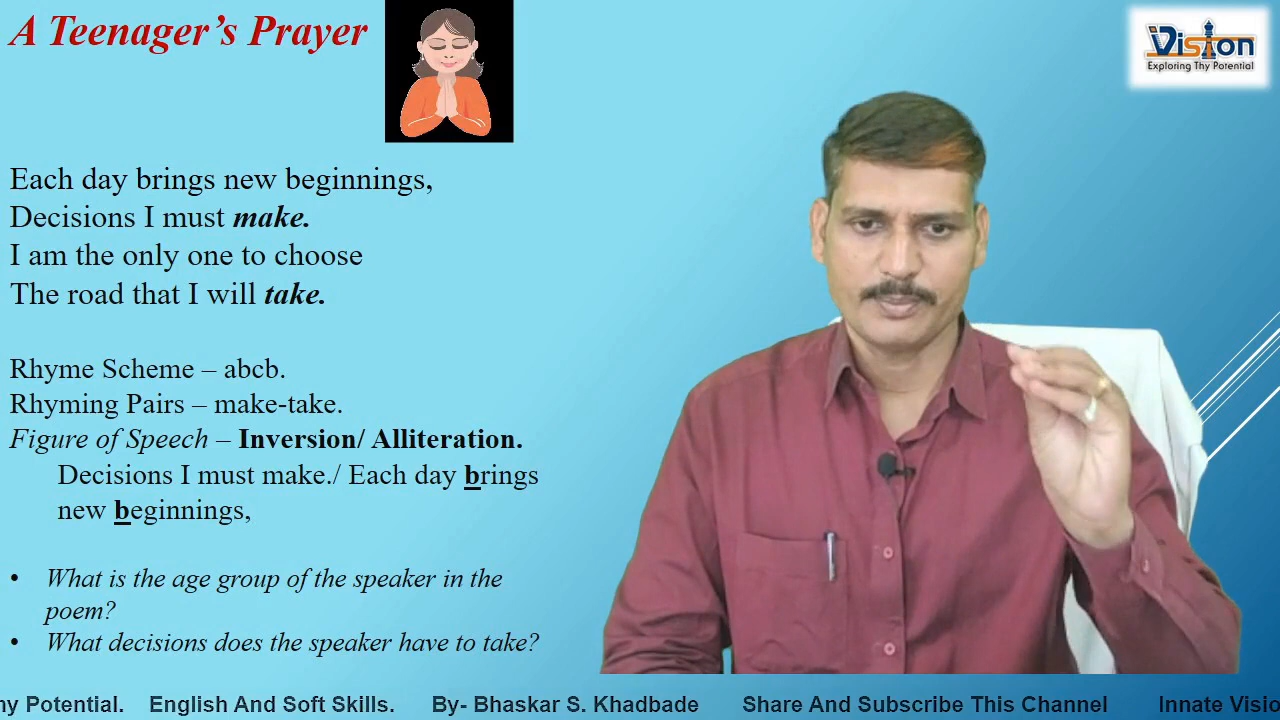 A Teenager's Prayer
Vision
Exploring Thy Potential
Each day brings new beginnings,
Decisions I must make.
I am the only one to choose
The road that I will take.
Rhyme Scheme – abcb.
Rhyming Pairs – make-take.
Figure of Speech – Inversion/ Alliteration.
Decisions I must make./ Each day brings
new beginnings,
• What is the age group of the speaker in the
poem?
• What decisions does the speaker have to take?
Potential. English And Soft Skills. By- Bhaskar S. Khadbade Share And Subscribe This Channel Innate